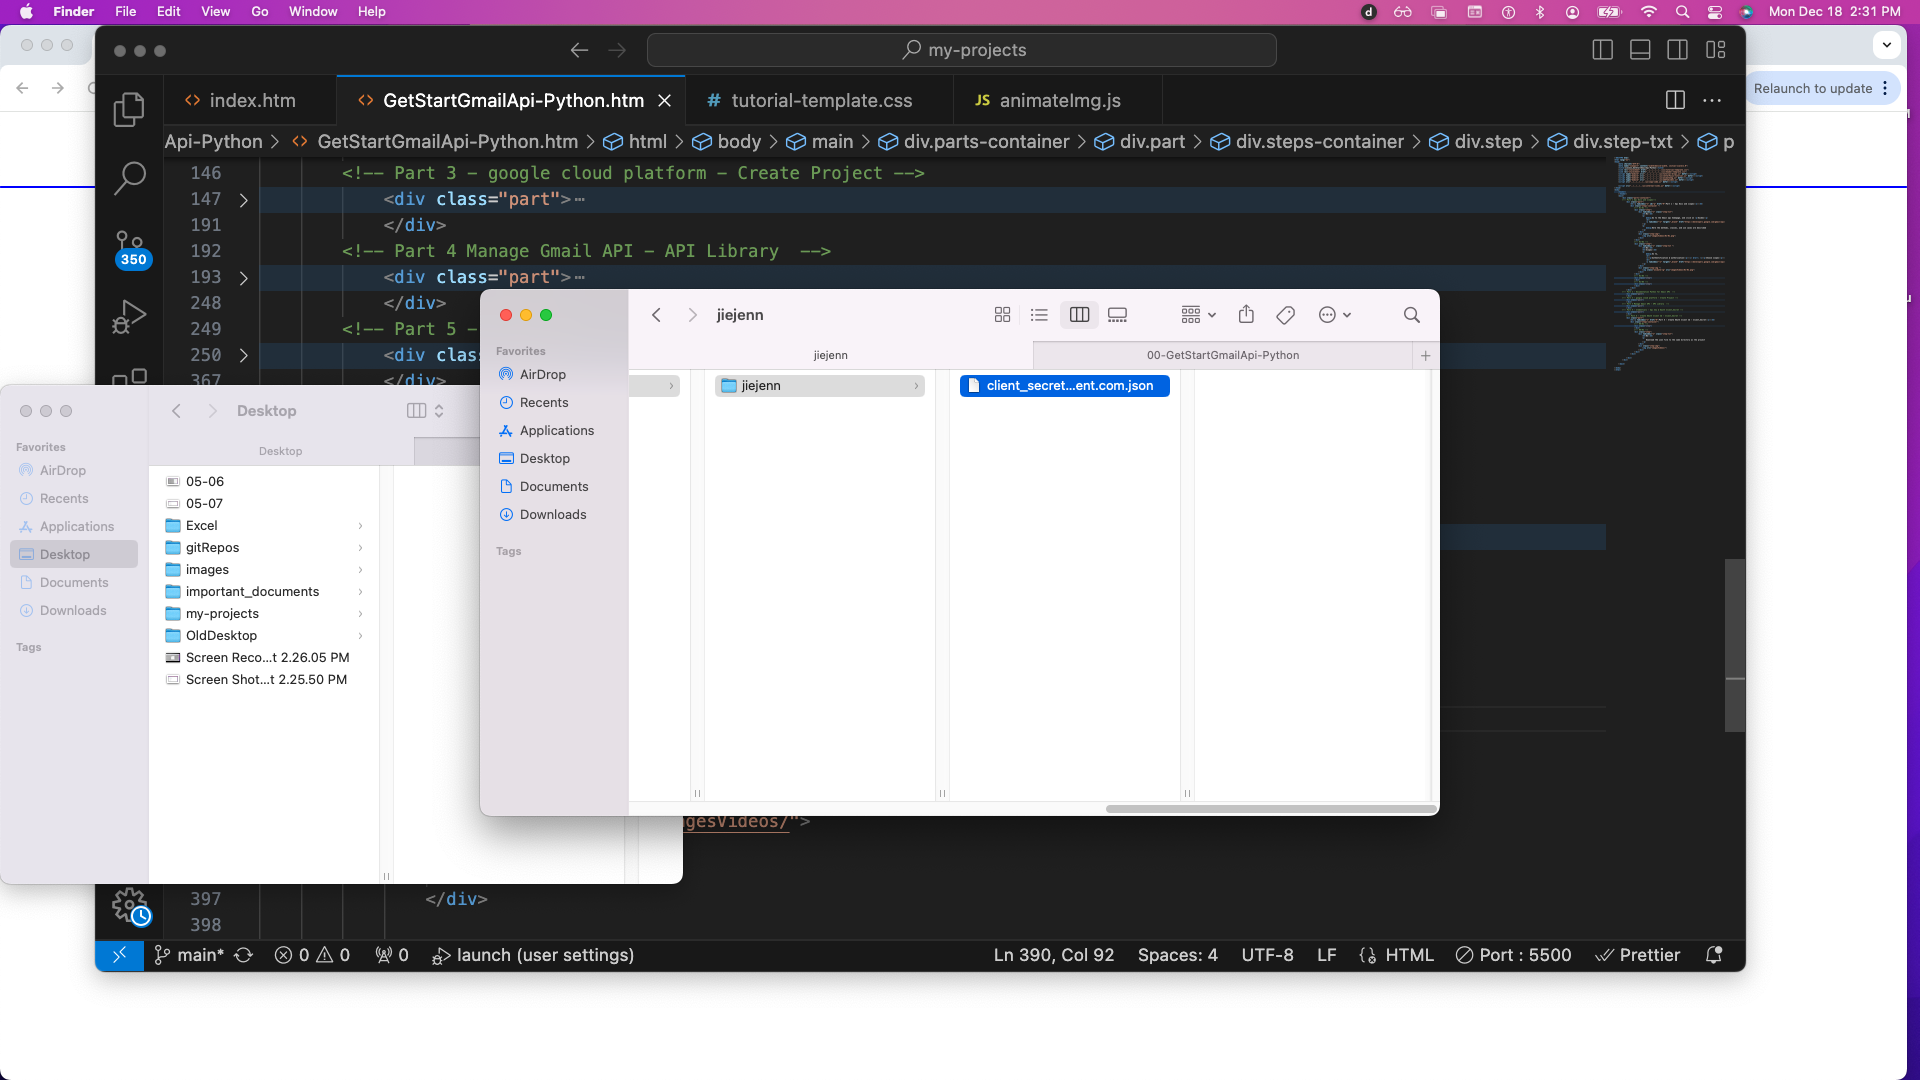 Finder File Edit View Go Window Help Mon Dec 18 2:31 PM
my-projects
Relaunch to update
index.htm GetStartGmailApi-Python.htm tutorial-template.css animateImg.js
Api-Python > GetStartGmailApi-Python.htm > html > body > main > div.parts-container > div.part > div.steps-container > div.step > div.step-txt > p
146 <!-- Part 3 - google cloud platform - Create Project -->
147 <div class="part">
191 </div>
192 <!-- Part 4 Manage Gmail API - API Library -->
193 <div class="part">
248 </div>
249 <!-- Part 5 -
250 <div clas
367 </div>
350
jiejenn
jiejenn 00-GetStartGmailApi-Python
Favorites
AirDrop
Recents
Applications
Desktop
Documents
Downloads
Tags
jiejenn
client_secret...ent.com.json
Desktop
Desktop
Favorites
AirDrop
Recents
Applications
Desktop
Documents
Downloads
Tags
05-06
05-07
Excel
gitRepos
images
important_documents
my-projects
OldDesktop
Screen Reco...t 2.26.05 PM
Screen Shot...t 2.25.50 PM
gesVideos/">
397 </div>
398
main* 0 0 0 launch (user settings) Ln 390, Col 92 Spaces: 4 UTF-8 LF HTML Port : 5500 Prettier